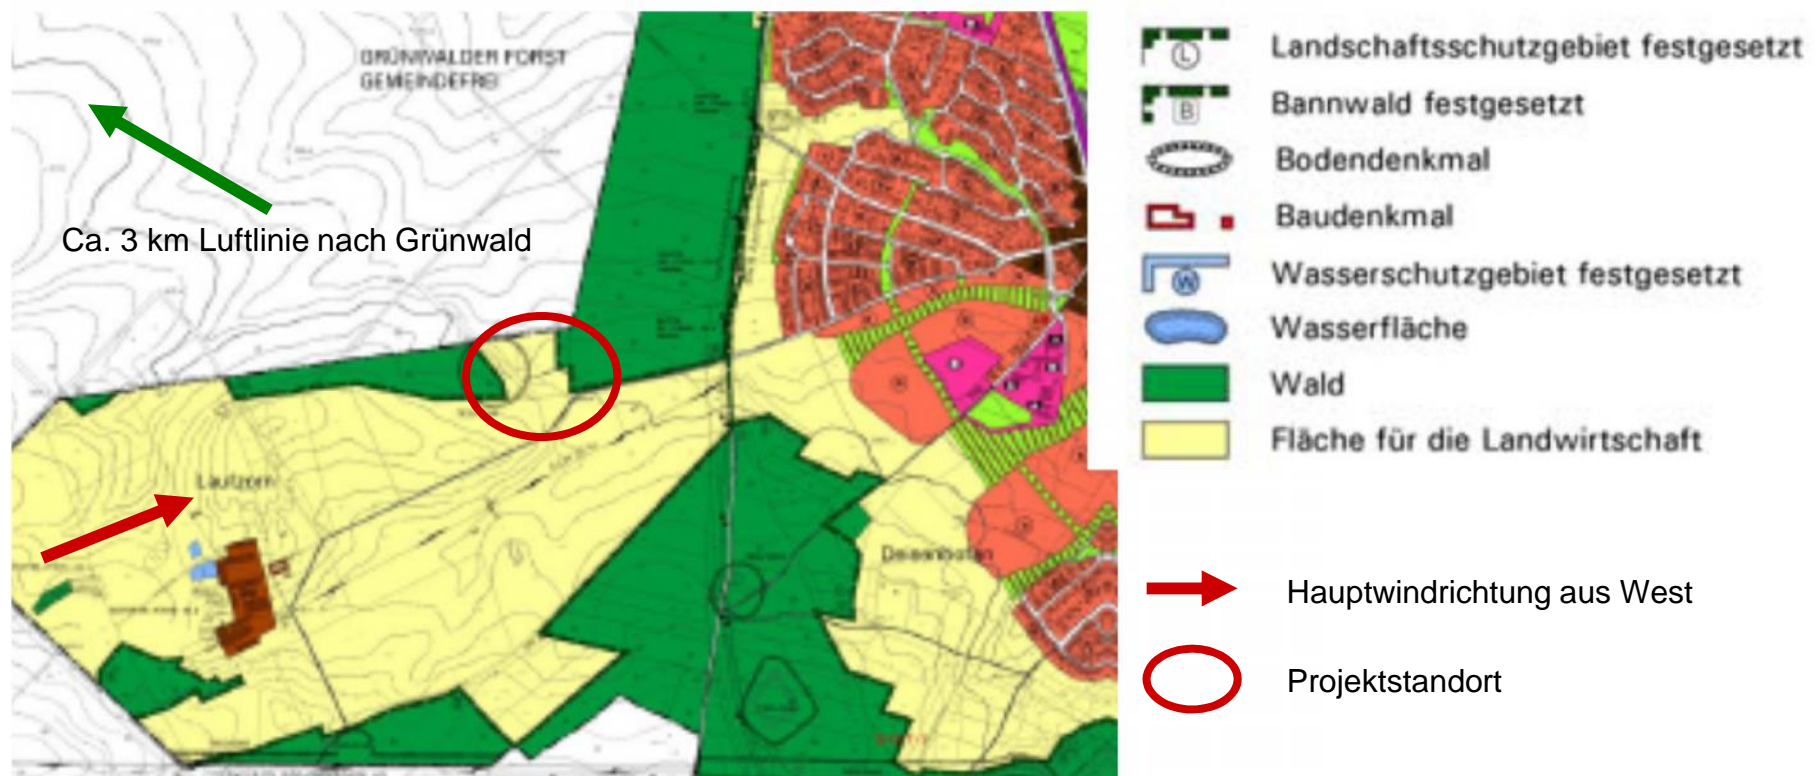 GRÜNWALDER FORST
GEMEINDEFREI
Ca. 3 km Luftlinie nach Grünwald
Lautzorn
Deisenhofen
L
Landschaftsschutzgebiet festgesetzt
B
Bannwald festgesetzt
Bodendenkmal
Baudenkmal
W
Wasserschutzgebiet festgesetzt
Wasserfläche
Wald
Fläche für die Landwirtschaft
Hauptwindrichtung aus West
Projektstandort